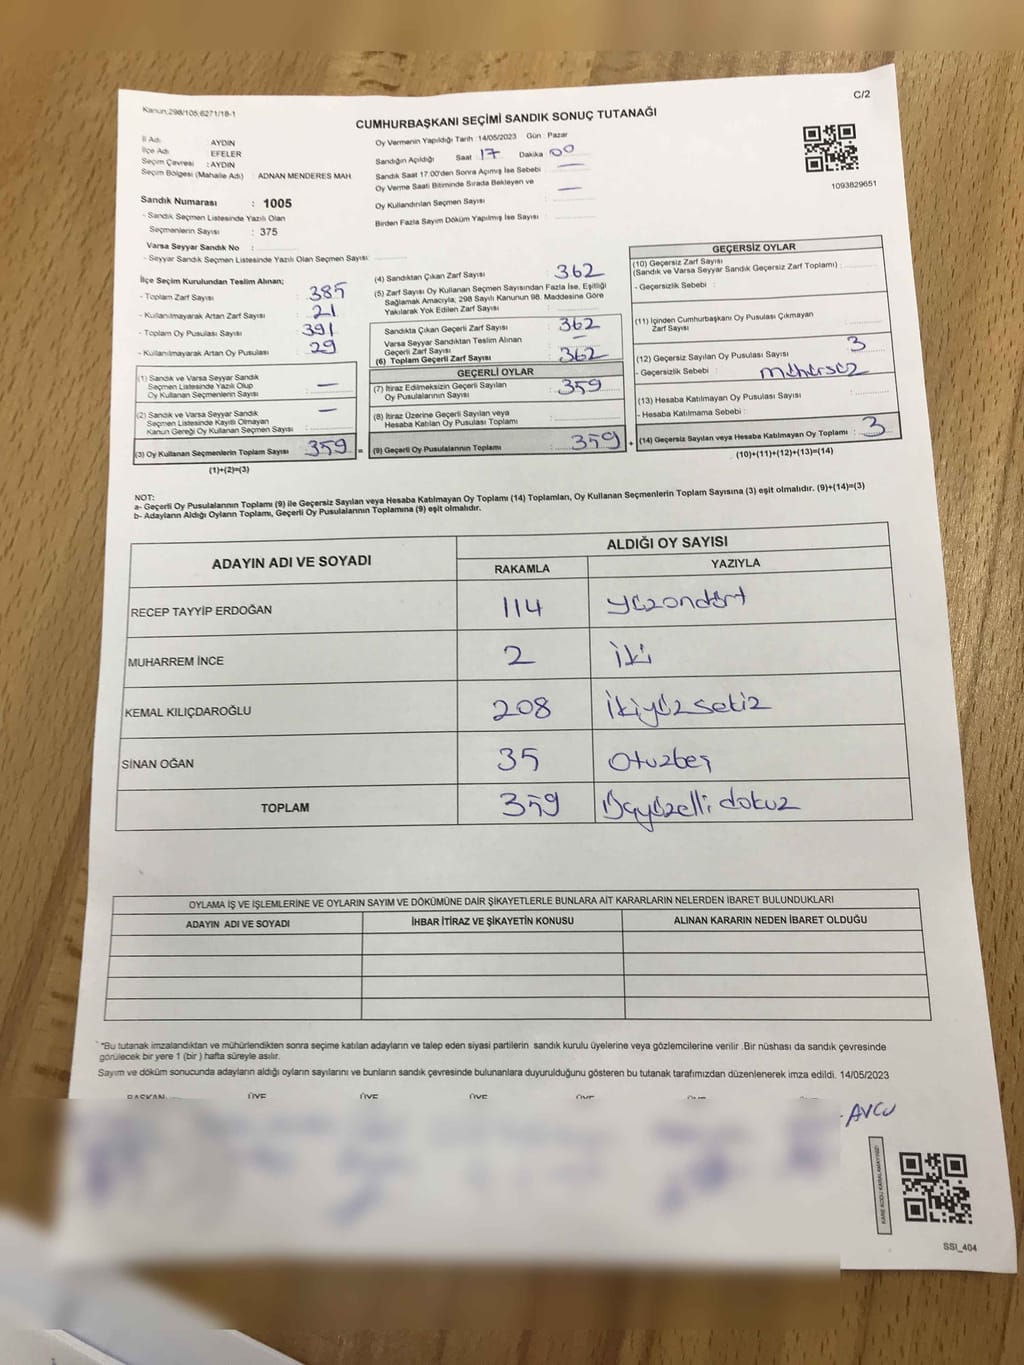 Kanun,298/105,6271/18-1
C/2
CUMHURBAŞKANI SEÇİMİ SANDIK SONUÇ TUTANAĞI
İl Adı : AYDIN
İlçe Adı : EFELER
Seçim Çevresi : AYDIN
Seçim Bölgesi (Mahalle Adı) : ADNAN MENDERES MAH.
Oy Vermenin Yapıldığı Tarih : 14/05/2023 Gün : Pazar
Sandığın Açıldığı Saat 17 Dakika 00
Sandık Saat 17.00'den Sonra Açımış İse Sebebi : —
Oy Verme Saati Bitiminde Sırada Bekleyen ve
Oy Kullandırılan Seçmen Sayısı : —
Birden Fazla Sayım Döküm Yapılmış İse Sayısı :
1093829651
Sandık Numarası : 1005
- Sandık Seçmen Listesinde Yazılı Olan
Seçmenlerin Sayısı : 375
Varsa Seyyar Sandık No :
- Seyyar Sandık Seçmen Listesinde Yazılı Olan Seçmen Sayısı:
İlçe Seçim Kurulundan Teslim Alınan;
- Toplam Zarf Sayısı : 385
- Kullanılmayarak Artan Zarf Sayısı : 21
- Toplam Oy Pusulası Sayısı : 391
- Kullanılmayarak Artan Oy Pusulası : 29
(1) Sandık ve Varsa Seyyar Sandık
Seçmen Listesinde Yazılı Olup
Oy Kullanan Seçmenlerin Sayısı : —
(2) Sandık ve Varsa Seyyar Sandık
Seçmen Listesinde Kayıtlı Olmayan
Kanun Gereği Oy Kullanan Seçmen Sayısı : —
(3) Oy Kullanan Seçmenlerin Toplam Sayısı : 359 =
(1)+(2)=(3)
(4) Sandıktan Çıkan Zarf Sayısı : 362
(5) Zarf Sayısı Oy Kullanan Seçmen Sayısından Fazla İse, Eşitliği
Sağlamak Amacıyla, 298 Sayılı Kanunun 98. Maddesine Göre
Yakılarak Yok Edilen Zarf Sayısı :
Sandıkta Çıkan Geçerli Zarf Sayısı : 362
Varsa Seyyar Sandıktan Teslim Alınan
Geçerli Zarf Sayısı : —
(6) Toplam Geçerli Zarf Sayısı : 362
GEÇERLİ OYLAR
(7) İtiraz Edilmeksizin Geçerli Sayılan
Oy Pusulasının Sayısı : 359
(8) İtiraz Üzerine Geçerli Sayılan veya
Hesaba Katılan Oy Pusulası Toplamı :
(9) Geçerli Oy Pusulalarının Toplamı : 359 +
GEÇERSİZ OYLAR
(10) Geçersiz Zarf Sayısı
(Sandık ve Varsa Seyyar Sandık Geçersiz Zarf Toplamı) :
- Geçersizlik Sebebi :
(11) İçinden Cumhurbaşkanı Oy Pusulası Çıkmayan
Zarf Sayısı :
(12) Geçersiz Sayılan Oy Pusulası Sayısı : 3
- Geçersizlik Sebebi : mühürsüz
(13) Hesaba Katılmayan Oy Pusulası Sayısı :
- Hesaba Katılmama Sebebi :
(14) Geçersiz Sayılan veya Hesaba Katılmayan Oy Toplamı : 3
(10)+(11)+(12)+(13)=(14)
NOT:
a- Geçerli Oy Pusulalarının Toplamı (9) ile Geçersiz Sayılan veya Hesaba Katılmayan Oy Toplamı (14) Toplamları, Oy Kullanan Seçmenlerin Toplam Sayısına (3) eşit olmalıdır. (9)+(14)=(3)
b- Adayların Aldığı Oyların Toplamı, Geçerli Oy Pusulalarının Toplamına (9) eşit olmalıdır.
ADAYIN ADI VE SOYADI
ALDIĞI OY SAYISI
RAKAMLA YAZIYLA
RECEP TAYYİP ERDOĞAN 114 yüzondört
MUHARREM İNCE 2 iki
KEMAL KILIÇDAROĞLU 208 ikiyüzsekiz
SİNAN OĞAN 35 Otuzbeş
TOPLAM 359 Üçyüzelli dokuz
OYLAMA İŞ VE İŞLEMLERİNE VE OYLARIN SAYIM VE DÖKÜMÜNE DAİR ŞİKAYETLERLE BUNLARA AİT KARARLARIN NELERDEN İBARET BULUNDUKLARI
ADAYIN ADI VE SOYADI İHBAR İTİRAZ VE ŞİKAYETİN KONUSU ALINAN KARARIN NEDEN İBARET OLDUĞU
"Bu tutanak imzalandıktan ve mühürlendikten sonra seçime katılan adayların ve talep eden siyasi partilerin sandık kurulu üyelerine veya gözlemcilerine verilir .Bir nüshası da sandık çevresinde
görülecek bir yere 1 (bir ) hafta süreyle asılır.
Sayım ve döküm sonucunda adayların aldığı oyların sayılarını ve bunların sandık çevresinde bulunanlara duyurulduğunu gösteren bu tutanak tarafımızdan düzenlenerek imza edildi. 14/05/2023
BAŞKAN ÜYE ÜYE ÜYE ÜYE ÜYE
AVCU
KARE KODU KARALAMAYINIZ!
SSI_404